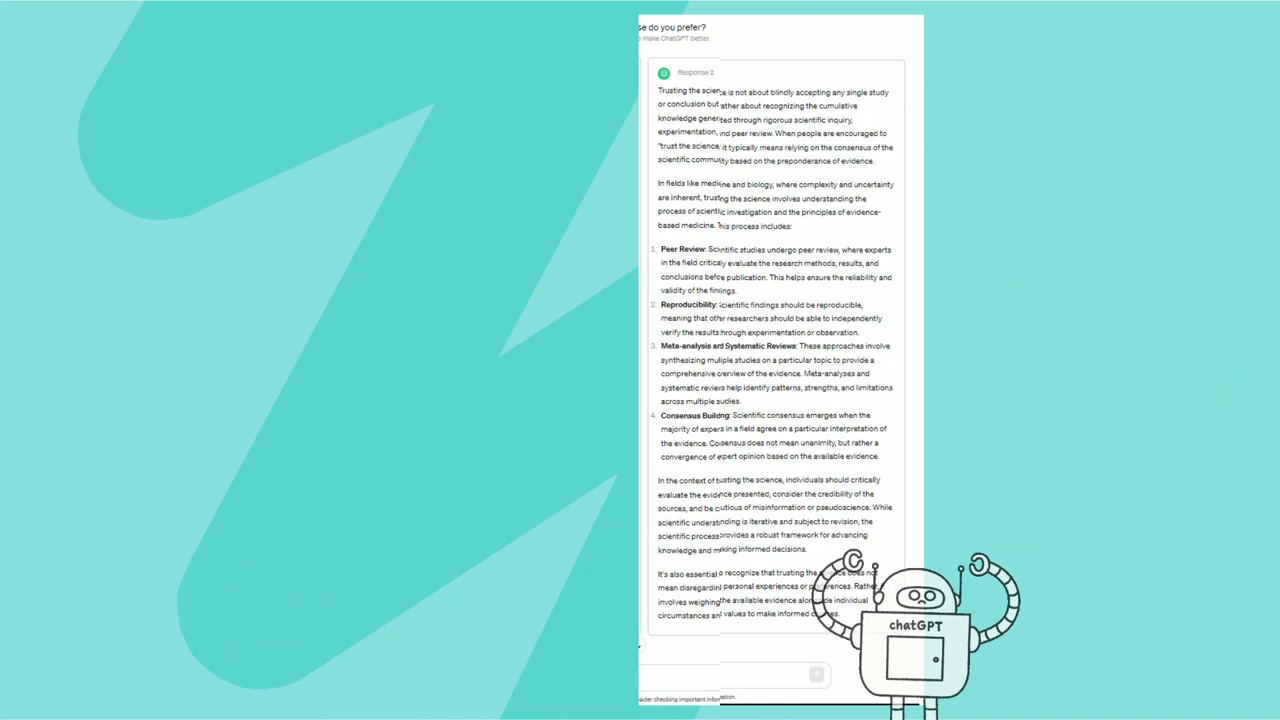 se do you prefer?
o make ChatGPT better.
Response 2
Trusting the science is not about blindly accepting any single study
or conclusion but rather about recognizing the cumulative
knowledge generated through rigorous scientific inquiry,
experimentation, and peer review. When people are encouraged to
"trust the science," it typically means relying on the consensus of the
scientific community based on the preponderance of evidence.
In fields like medicine and biology, where complexity and uncertainty
are inherent, trusting the science involves understanding the
process of scientific investigation and the principles of evidence-
based medicine. This process includes:
1. Peer Review: Scientific studies undergo peer review, where experts
in the field critically evaluate the research methods, results, and
conclusions before publication. This helps ensure the reliability and
validity of the findings.
2. Reproducibility: Scientific findings should be reproducible,
meaning that other researchers should be able to independently
verify the results through experimentation or observation.
3. Meta-analysis and Systematic Reviews: These approaches involve
synthesizing multiple studies on a particular topic to provide a
comprehensive overview of the evidence. Meta-analyses and
systematic reviews help identify patterns, strengths, and limitations
across multiple studies.
4. Consensus Building: Scientific consensus emerges when the
majority of experts in a field agree on a particular interpretation of
the evidence. Consensus does not mean unanimity, but rather a
convergence of expert opinion based on the available evidence.
In the context of trusting the science, individuals should critically
evaluate the evidence presented, consider the credibility of the
sources, and be cautious of misinformation or pseudoscience. While
scientific understanding is iterative and subject to revision, the
scientific process provides a robust framework for advancing
knowledge and making informed decisions.
It's also essential to recognize that trusting the science does not
mean disregarding personal experiences or preferences. Rather,
involves weighing the available evidence alongside individual
circumstances and values to make informed choices.
sider checking important information.
chatGPT